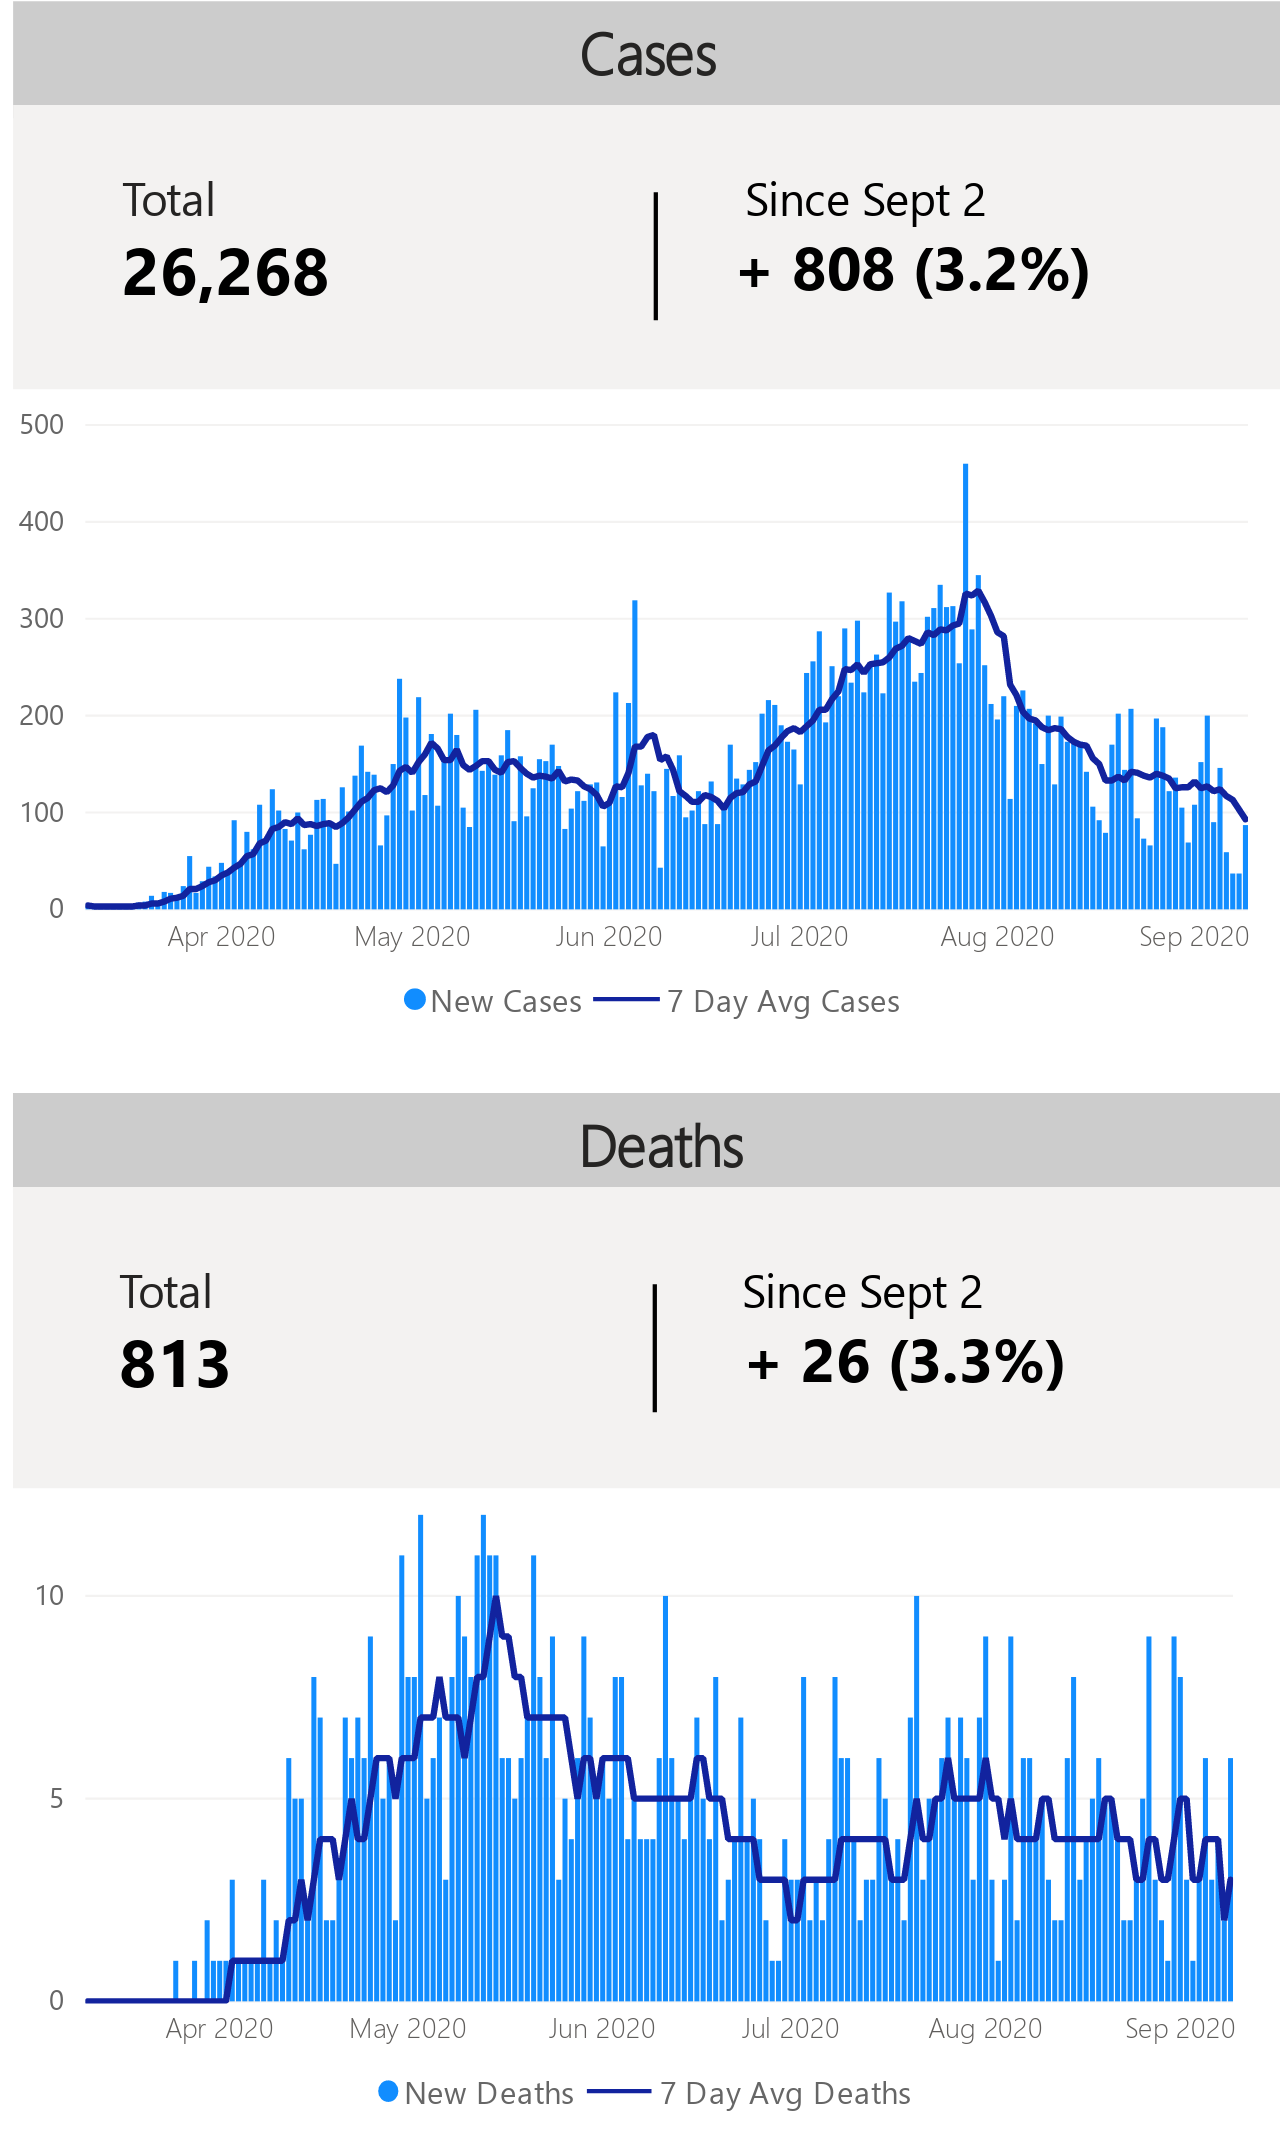 Cases
Total
Since Sept 2
26,268
+ 808 (3.2%)
500
400
300
200
100
0
Apr 2020 May 2020 Jun 2020 Jul 2020 Aug 2020 Sep 2020
New Cases 7 Day Avg Cases
Deaths
Total
Since Sept 2
813
+ 26 (3.3%)
10
5
0
Apr 2020 May 2020 Jun 2020 Jul 2020 Aug 2020 Sep 2020
New Deaths 7 Day Avg Deaths